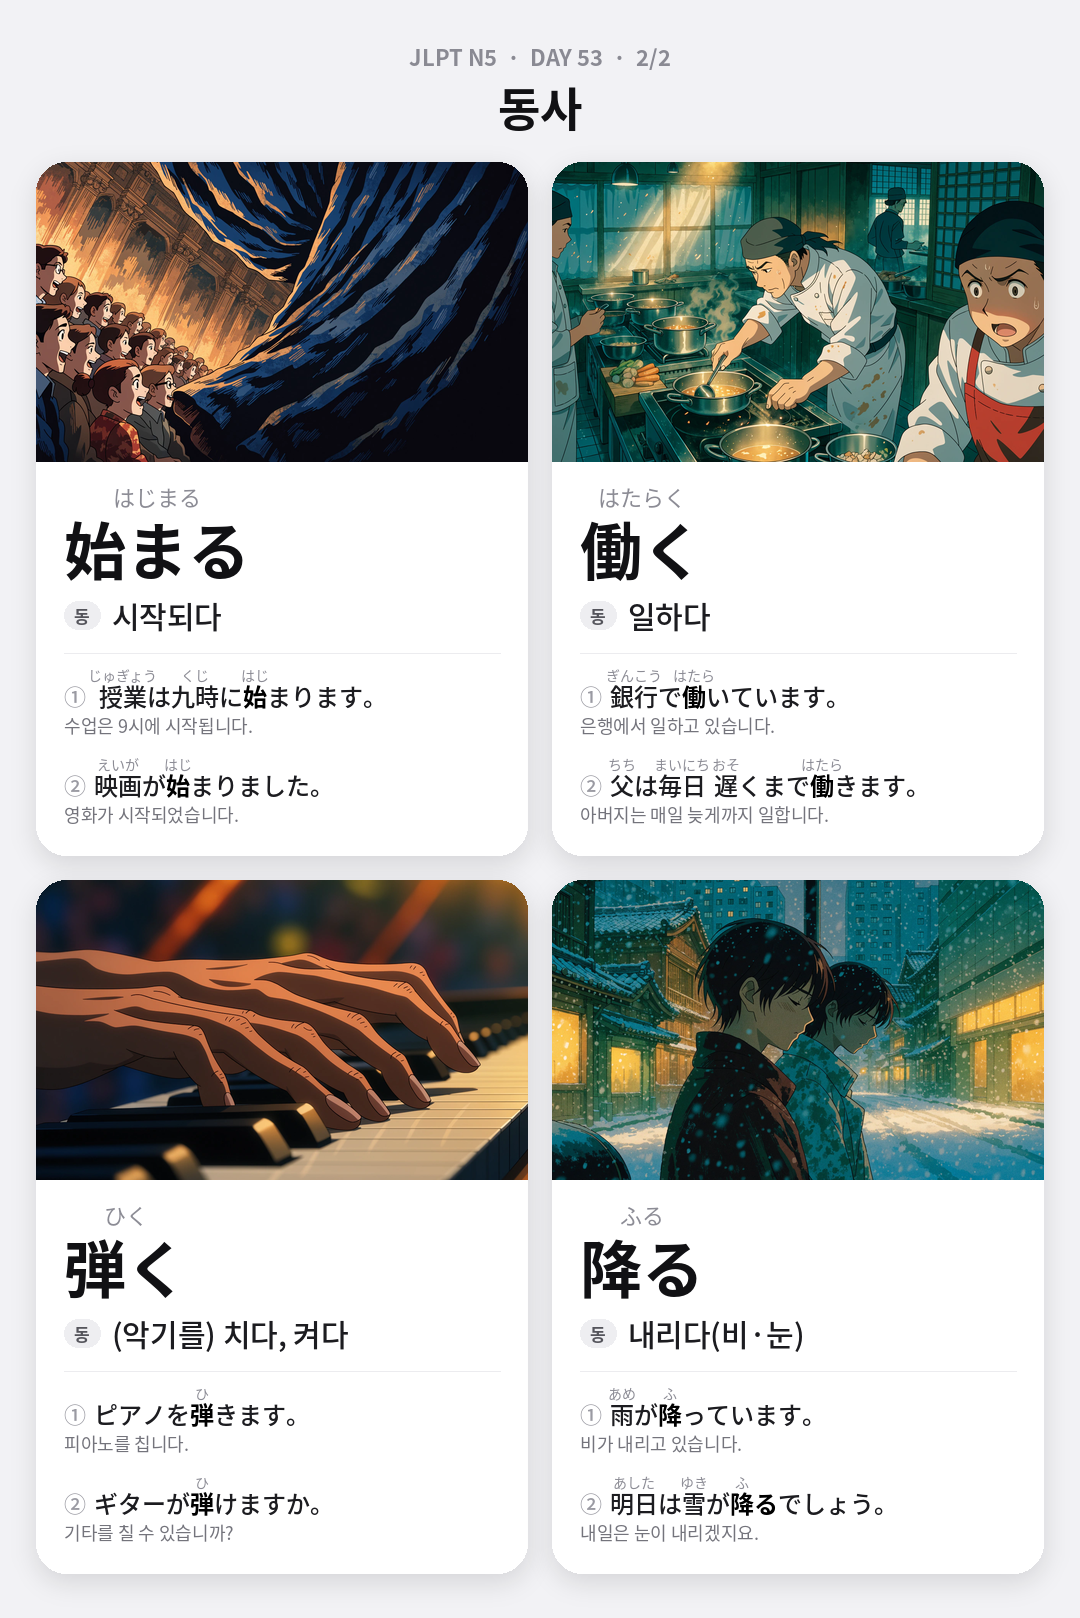 JLPT N5 · DAY 53 · 2/2
동사
はじまる
始まる
동 시작되다
じゅぎょう くじ はじ
① 授業は九時に始まります。
수업은 9시에 시작됩니다.
えいが はじ
② 映画が始まりました。
영화가 시작되었습니다.
はたらく
働く
동 일하다
ぎんこう はたら
① 銀行で働いています。
은행에서 일하고 있습니다.
ちち まいにち おそ はたら
② 父は毎日 遅くまで働きます。
아버지는 매일 늦게까지 일합니다.
ひく
弾く
동 (악기를) 치다, 켜다
ひ
① ピアノを弾きます。
피아노를 칩니다.
ひ
② ギターが弾けますか。
기타를 칠 수 있습니까?
ふる
降る
동 내리다(비·눈)
あめ ふ
① 雨が降っています。
비가 내리고 있습니다.
あした ゆき ふ
② 明日は雪が降るでしょう。
내일은 눈이 내리겠지요.